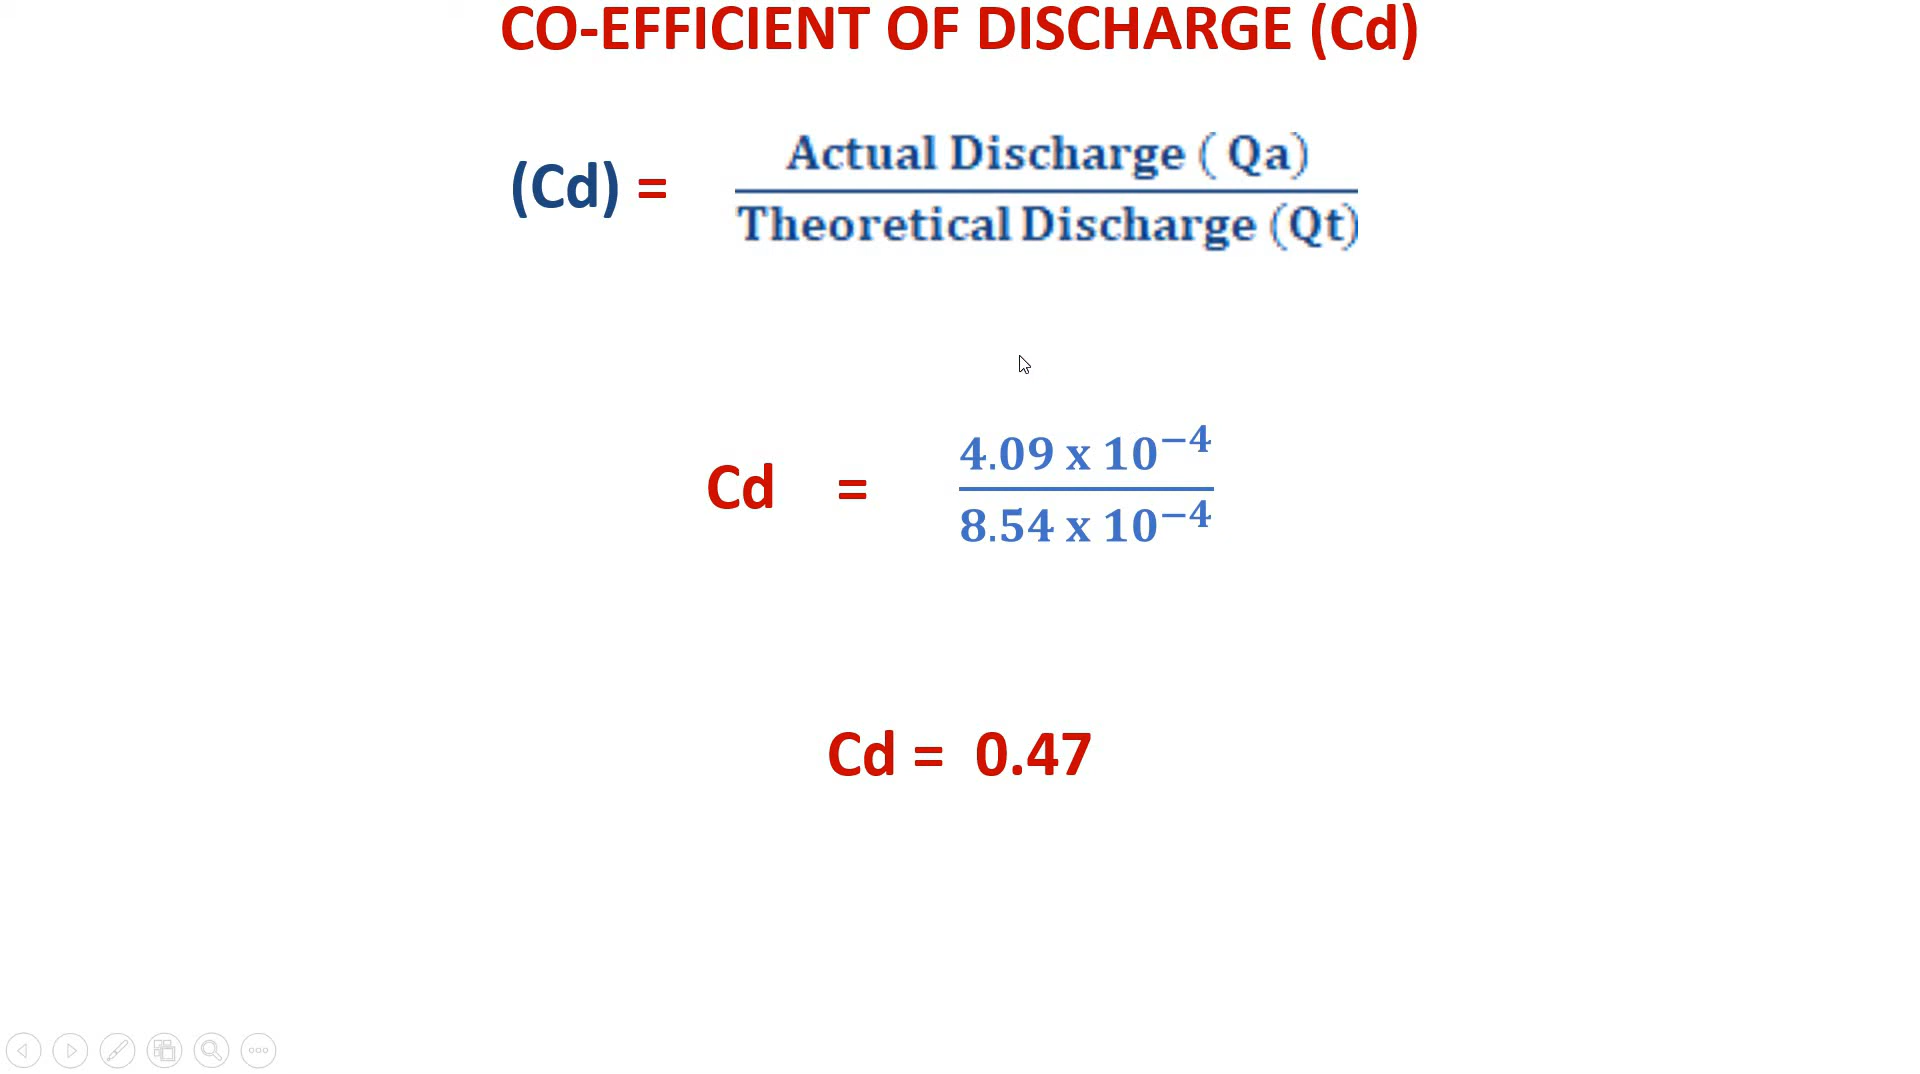 CO-EFFICIENT OF DISCHARGE (Cd)
(Cd) = Actual Discharge ( Qa) / Theoretical Discharge (Qt)
Cd = 4.09 x 10⁻⁴ / 8.54 x 10⁻⁴
Cd = 0.47